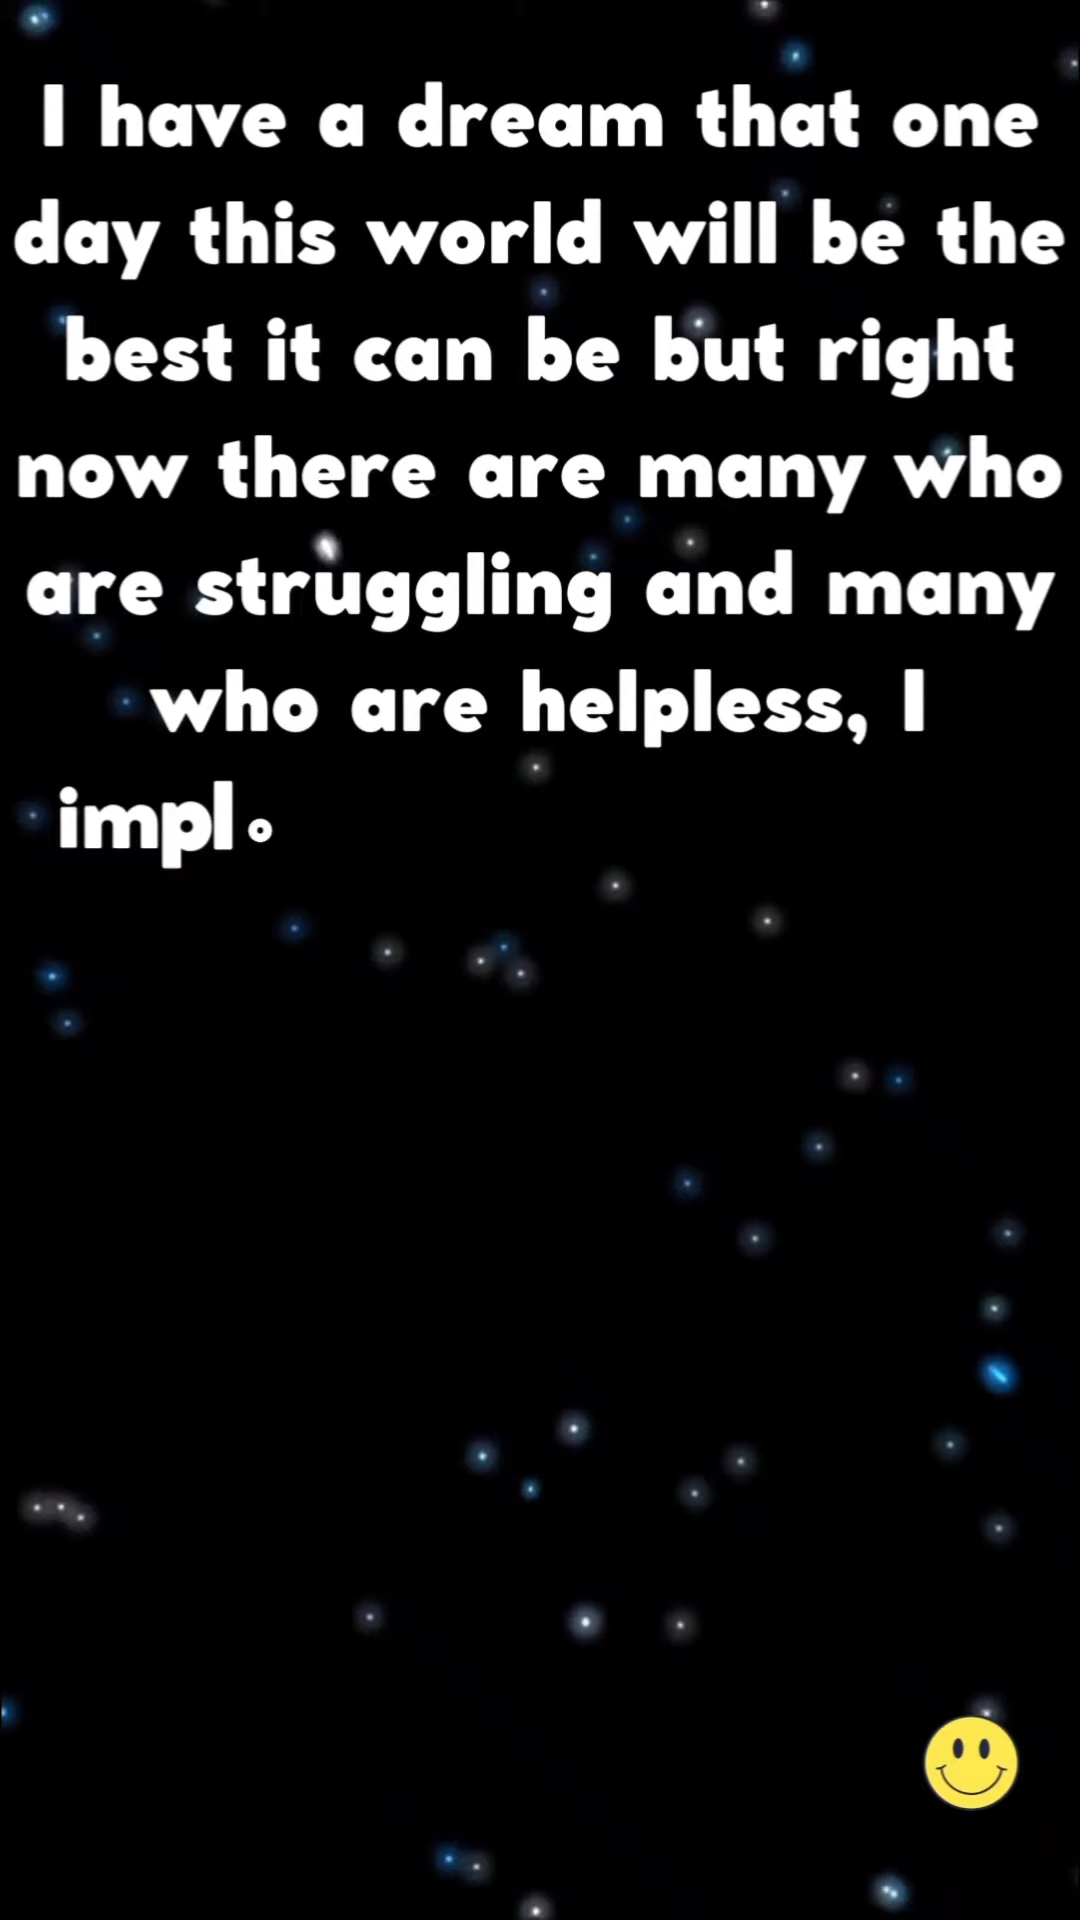 I have a dream that one
day this world will be the
best it can be but right
now there are many who
are struggling and many
who are helpless, I
implo